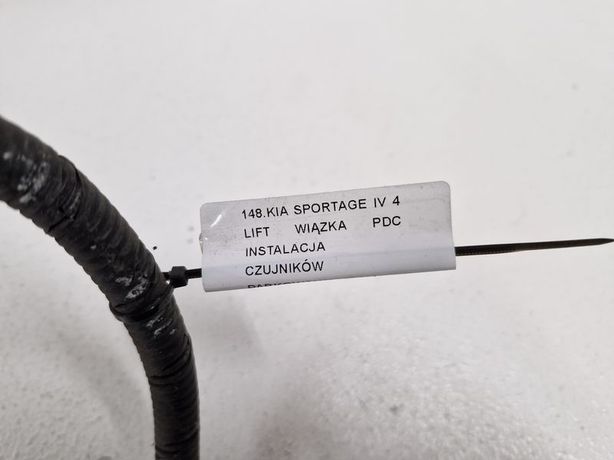 148.KIA SPORTAGE IV 4
LIFT WIĄZKA PDC
INSTALACJA
CZUJNIKÓW